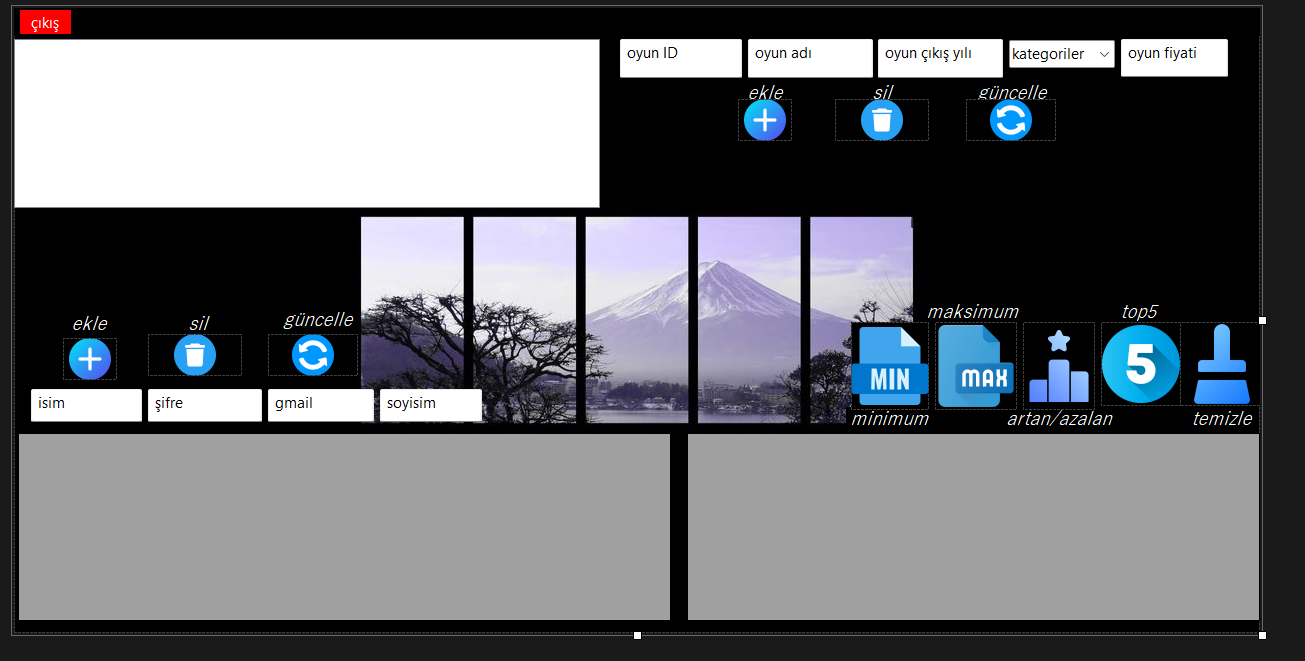 çıkış
oyun ID
oyun adı
oyun çıkış yılı
kategoriler
oyun fiyati
ekle
sil
güncelle
ekle
sil
güncelle
isim
şifre
gmail
soyisim
maksimum
top5
MIN
MAX
5
minimum
artan/azalan
temizle